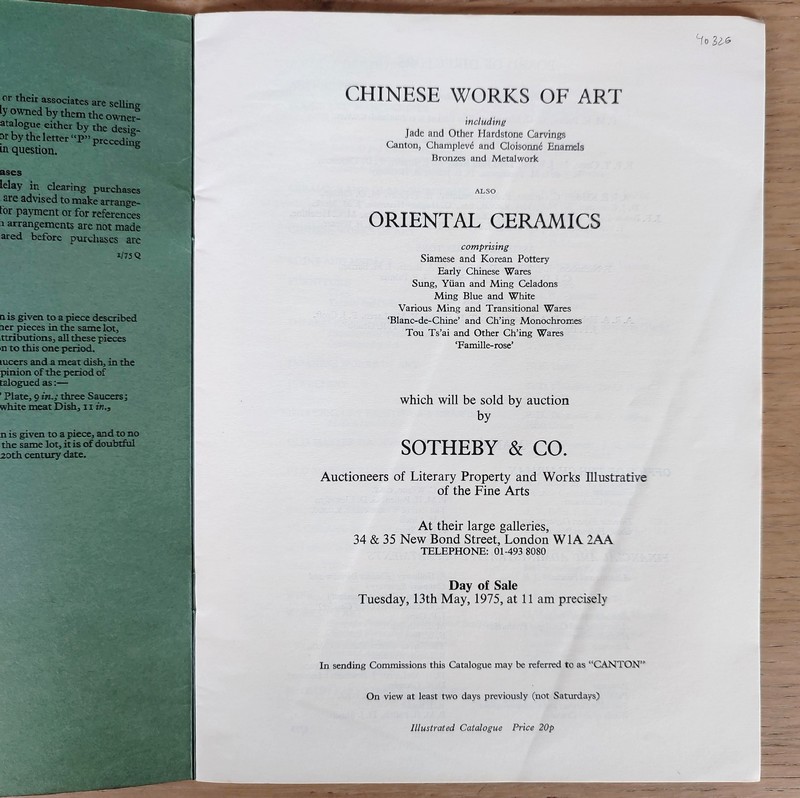 or their associates are selling
ly owned by them the owner-
atalogue either by the desig-
or by the letter "P" preceding
in question.
ases
delay in clearing purchases
are advised to make arrange-
for payment or for references
arrangements are not made
ared before purchases are
2/75 Q
n is given to a piece described
her pieces in the same lot,
ttributions, all these pieces
n to this one period.
ucers and a meat dish, in the
pinion of the period of
talogued as:—
Plate, 9 in.; three Saucers;
white meat Dish, 11 in.,
n is given to a piece, and to no
the same lot, it is of doubtful
20th century date.
4032G
CHINESE WORKS OF ART
including
Jade and Other Hardstone Carvings
Canton, Champlevé and Cloisonné Enamels
Bronzes and Metalwork
ALSO
ORIENTAL CERAMICS
comprising
Siamese and Korean Pottery
Early Chinese Wares
Sung, Yüan and Ming Celadons
Ming Blue and White
Various Ming and Transitional Wares
'Blanc-de-Chine' and Ch'ing Monochromes
Tou Ts'ai and Other Ch'ing Wares
'Famille-rose'
which will be sold by auction
by
SOTHEBY & CO.
Auctioneers of Literary Property and Works Illustrative
of the Fine Arts
At their large galleries,
34 & 35 New Bond Street, London W1A 2AA
TELEPHONE: 01-493 8080
Day of Sale
Tuesday, 13th May, 1975, at 11 am precisely
In sending Commissions this Catalogue may be referred to as "CANTON"
On view at least two days previously (not Saturdays)
Illustrated Catalogue Price 20p